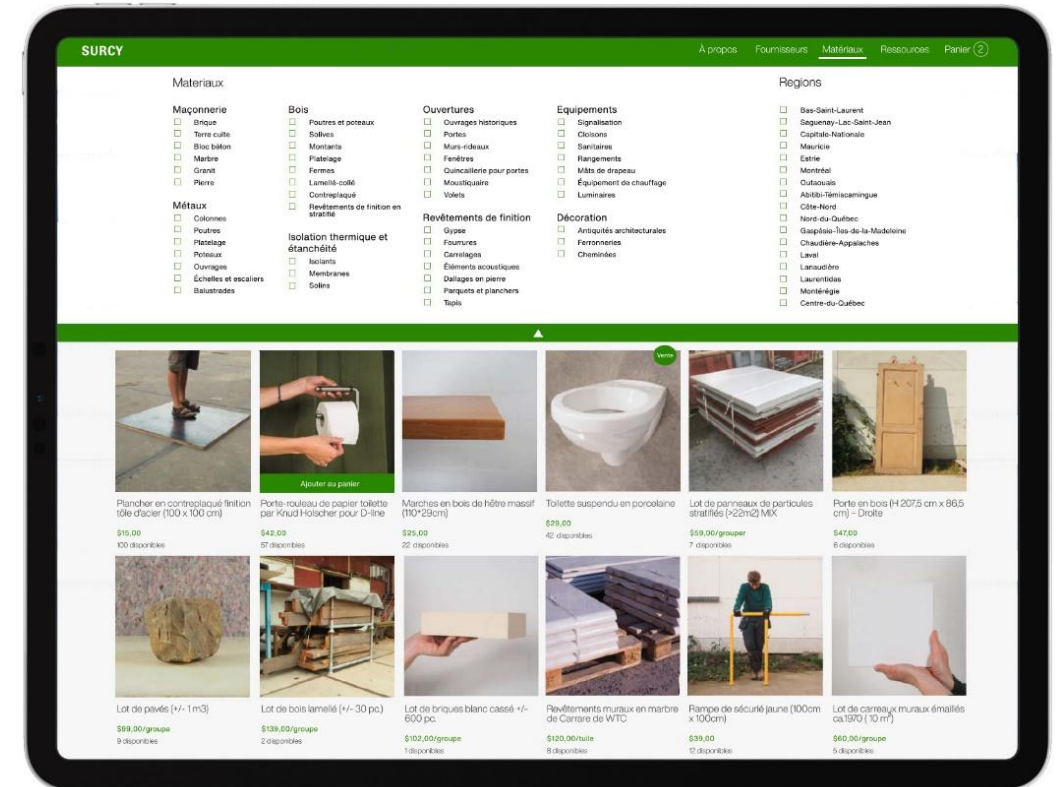 SURCY
À propos Fournisseurs Matériaux Ressources Panier 2
Materiaux
Maçonnerie
Brique
Terre cuite
Bloc béton
Marbre
Granit
Pierre
Métaux
Colonnes
Poutres
Platelage
Poteaux
Ouvrages
Échelles et escaliers
Balustrades
Bois
Poutres et poteaux
Solives
Montants
Platelage
Fermes
Lamellé-collé
Contreplaqué
Revêtements de finition en
stratifié
Isolation thermique et
étanchéité
Isolants
Membranes
Solins
Ouvertures
Ouvrages historiques
Portes
Murs-rideaux
Fenêtres
Quincaillerie pour portes
Moustiquaire
Volets
Revêtements de finition
Gypse
Fourrures
Carrelages
Éléments acoustiques
Dallages en pierre
Parquets et planchers
Tapis
Equipements
Signalisation
Cloisons
Sanitaires
Rangements
Mâts de drapeau
Équipement de chauffage
Luminaires
Décoration
Antiquités architecturales
Ferronneries
Cheminées
Regions
Bas-Saint-Laurent
Saguenay-Lac-Saint-Jean
Capitale-Nationale
Mauricie
Estrie
Montréal
Outaouais
Abitibi-Témiscamingue
Côte-Nord
Nord-du-Québec
Gaspésie-Îles-de-la-Madeleine
Chaudière-Appalaches
Laval
Lanaudière
Laurentides
Montérégie
Centre-du-Québec
Plancher en contreplaqué finition
tôle d'acier (100 x 100 cm)
$15,00
100 disponibles
Ajouter au panier
Porte-rouleau de papier toilette
par Knud Holscher pour D-line
$42,00
57 disponibles
Marches en bois de hêtre massif
(110*29cm)
$25,00
22 disponibles
Vente
Toilette suspendu en porcelaine
$29,00
42 disponibles
Lot de panneaux de particules
stratifiés (>22m2) MIX
$59,00/grouper
7 disponibles
Porte en bois (H 207,5 cm x 86,5
cm) – Droite
$47,00
6 disponibles
Lot de pavés (+/- 1 m3)
$99,00/groupe
9 disponibles
Lot de bois lamellé (+/- 30 pc.)
$139,00/groupe
2 disponibles
Lot de briques blanc cassé +/-
600 pc.
$102,00/groupe
1 disponibles
Revêtements muraux en marbre
de Carrare de WTC
$120,00/tuile
8 disponibles
Rampe de sécurié jaune (100cm
x 100cm)
$39,00
12 disponibles
Lot de carreaux muraux émaillés
ca.1970 ( 10 m²)
$60,00/groupe
5 disponibles